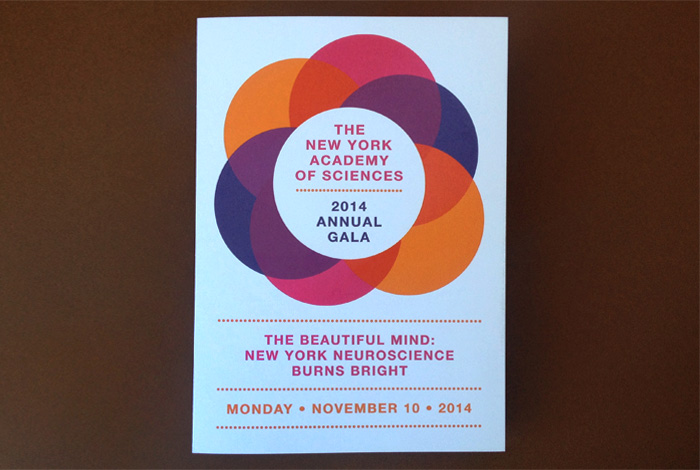 THE
NEW YORK
ACADEMY
OF SCIENCES
2014
ANNUAL
GALA
THE BEAUTIFUL MIND:
NEW YORK NEUROSCIENCE
BURNS BRIGHT
MONDAY • NOVEMBER 10 • 2014